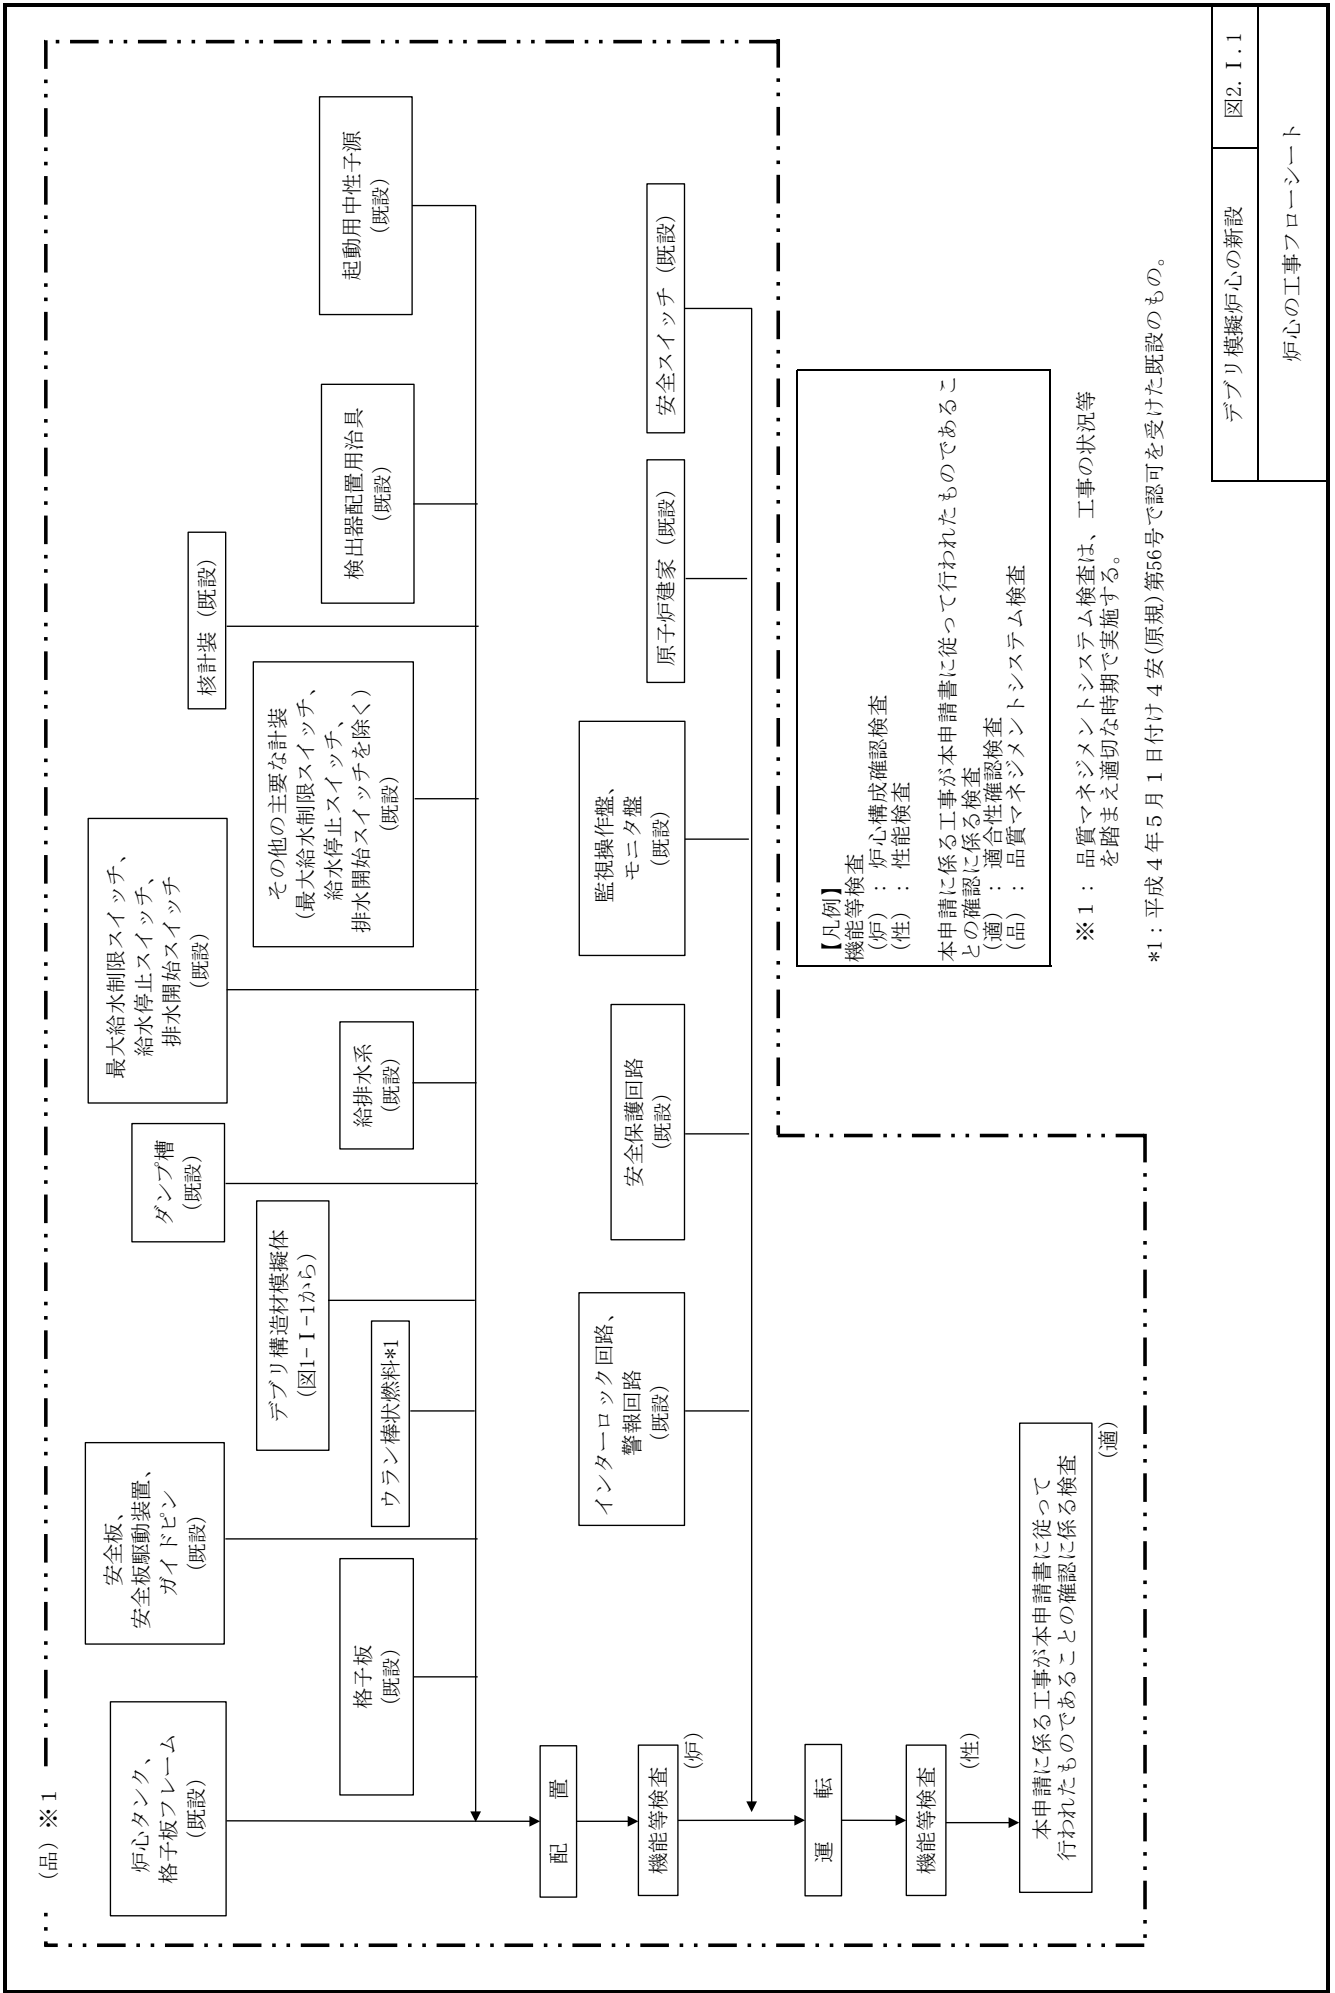 (品) ※1
炉心タンク、
格子板フレーム
(既設)
安全板、
安全板駆動装置、
ガイドピン
(既設)
ダンプ槽
(既設)
最大給水制限スイッチ、
給水停止スイッチ、
排水開始スイッチ
(既設)
核計装 (既設)
格子板
(既設)
ウラン棒状燃料*1
デブリ構造材模擬体
(図1-Ⅰ-1から)
給排水系
(既設)
その他の主要な計装
(最大給水制限スイッチ、
給水停止スイッチ、
排水開始スイッチを除く)
(既設)
検出器配置用治具
(既設)
起動用中性子源
(既設)
配 置
機能等検査
(炉)
インターロック回路、
警報回路
(既設)
安全保護回路
(既設)
監視操作盤、
モニタ盤
(既設)
原子炉建家 (既設)
安全スイッチ (既設)
運 転
機能等検査
(性)
本申請に係る工事が本申請書に従って
行われたものであることの確認に係る検査
(適)
【凡例】
機能等検査
(炉) : 炉心構成確認検査
(性) : 性能検査
本申請に係る工事が本申請書に従って行われたものであるこ
との確認に係る検査
(適) : 適合性確認検査
(品) : 品質マネジメントシステム検査
※1 : 品質マネジメントシステム検査は、工事の状況等
を踏まえ適切な時期で実施する。
*1 : 平成4年5月1日付け4安(原規)第56号で認可を受けた既設のもの。
デブリ模擬炉心の新設
図2.Ⅰ.1
炉心の工事フローシート